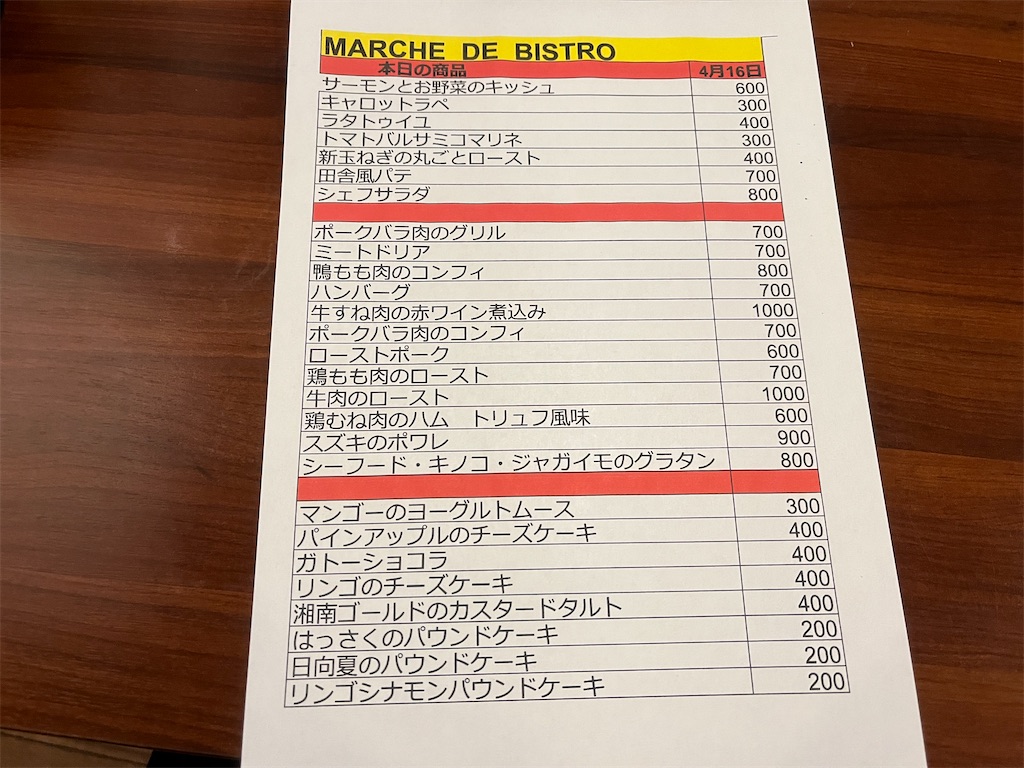 MARCHE DE BISTRO
本日の商品 4月16日
サーモンとお野菜のキッシュ 600
キャロットラペ 300
ラタトゥイユ 400
トマトバルサミコマリネ 300
新玉ねぎの丸ごとロースト 400
田舎風パテ 700
シェフサラダ 800
ポークバラ肉のグリル 700
ミートドリア 700
鴨もも肉のコンフィ 800
ハンバーグ 700
牛すね肉の赤ワイン煮込み 1000
ポークバラ肉のコンフィ 700
ローストポーク 600
鶏もも肉のロースト 700
牛肉のロースト 1000
鶏むね肉のハム　トリュフ風味 600
スズキのポワレ 900
シーフード・キノコ・ジャガイモのグラタン 800
マンゴーのヨーグルトムース 300
パインアップルのチーズケーキ 400
ガトーショコラ 400
リンゴのチーズケーキ 400
湘南ゴールドのカスタードタルト 400
はっさくのパウンドケーキ 200
日向夏のパウンドケーキ 200
リンゴシナモンパウンドケーキ 200